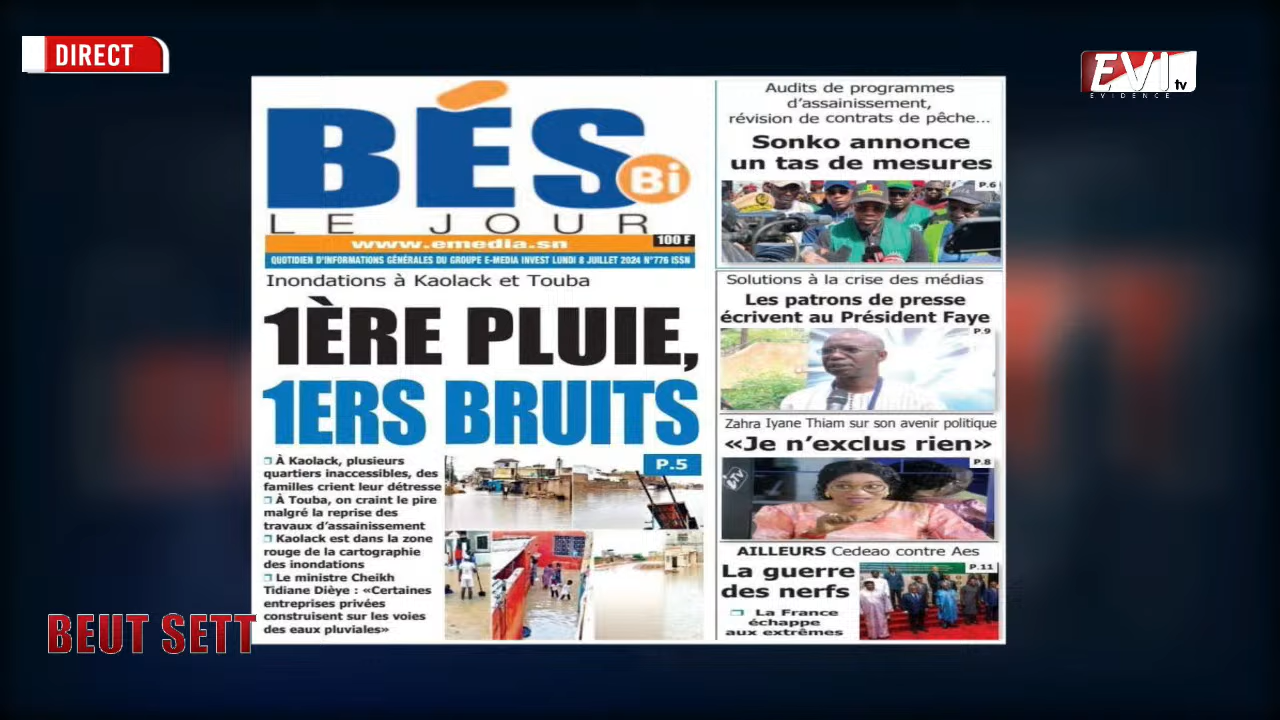 DIRECT
EVI tv
EVIDENCE
BÉS Bi
LE JOUR
www.emedia.sn
100 F
QUOTIDIEN D'INFORMATIONS GÉNÉRALES DU GROUPE E-MEDIA INVEST LUNDI 8 JUILLET 2024 N°776 ISSN
Inondations à Kaolack et Touba
1ÈRE PLUIE,
1ERS BRUITS
❒ À Kaolack, plusieurs
quartiers inaccessibles, des
familles crient leur détresse
❒ À Touba, on craint le pire
malgré la reprise des
travaux d'assainissement
❒ Kaolack est dans la zone
rouge de la cartographie
des inondations
❒ Le ministre Cheikh
Tidiane Dièye : «Certaines
entreprises privées
construisent sur les voies
des eaux pluviales»
P.5
Audits de programmes
d'assainissement,
révision de contrats de pêche...
Sonko annonce
un tas de mesures
P.6
Solutions à la crise des médias
Les patrons de presse
écrivent au Président Faye
P.9
Zahra Iyane Thiam sur son avenir politique
«Je n'exclus rien»
P.8
itv
AILLEURS Cedeao contre Aes
La guerre
des nerfs
P.11
❒ La France
échappe
aux extrêmes
BEUT SETT